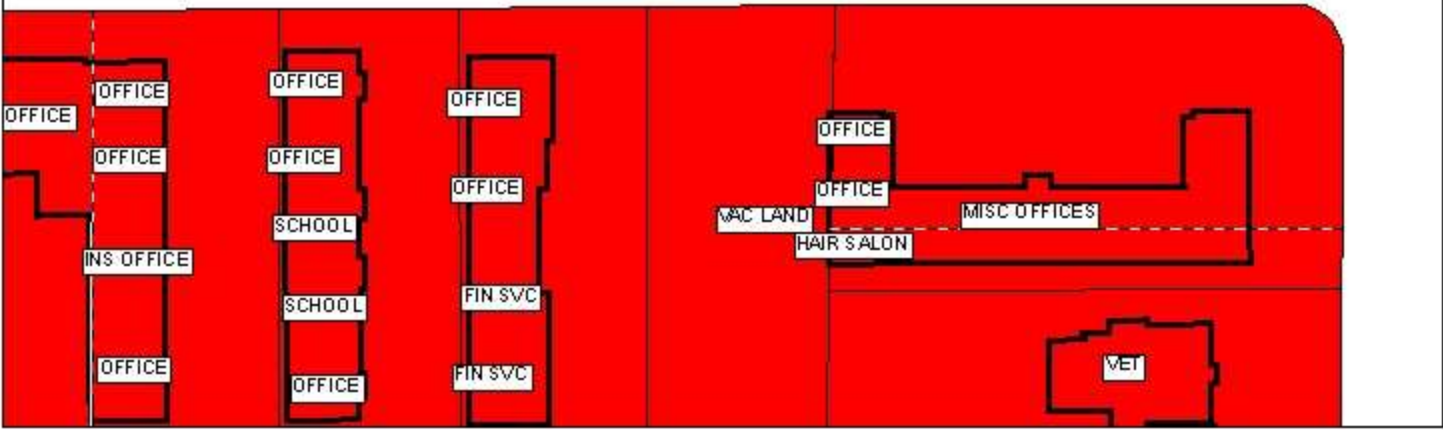 OFFICE
OFFICE
OFFICE
INS OFFICE
OFFICE
OFFICE
OFFICE
SCHOOL
SCHOOL
OFFICE
OFFICE
OFFICE
FIN SVC
FIN SVC
VAC LAND
OFFICE
OFFICE
HAIR SALON
MISC OFFICES
VET